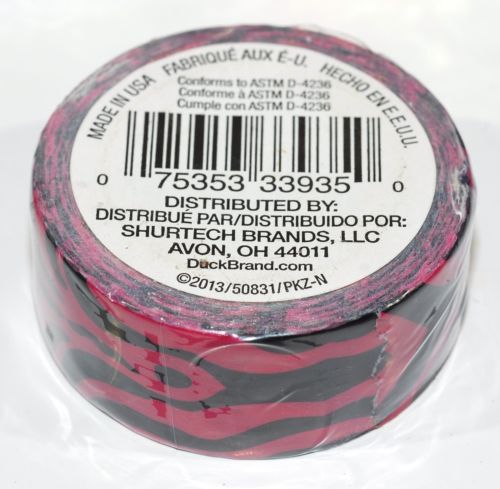 MADE IN USA FABRIQUÉ AUX É-U. HECHO EN E.E.U.U.
Conforms to ASTM D-4236
Conforme à ASTM D-4236
Cumple con ASTM D-4236
0 75353 33935 0
DISTRIBUTED BY:
DISTRIBUÉ PAR/DISTRIBUIDO POR:
SHURTECH BRANDS, LLC
AVON, OH 44011
DuckBrand.com
©2013/50831/PKZ-N